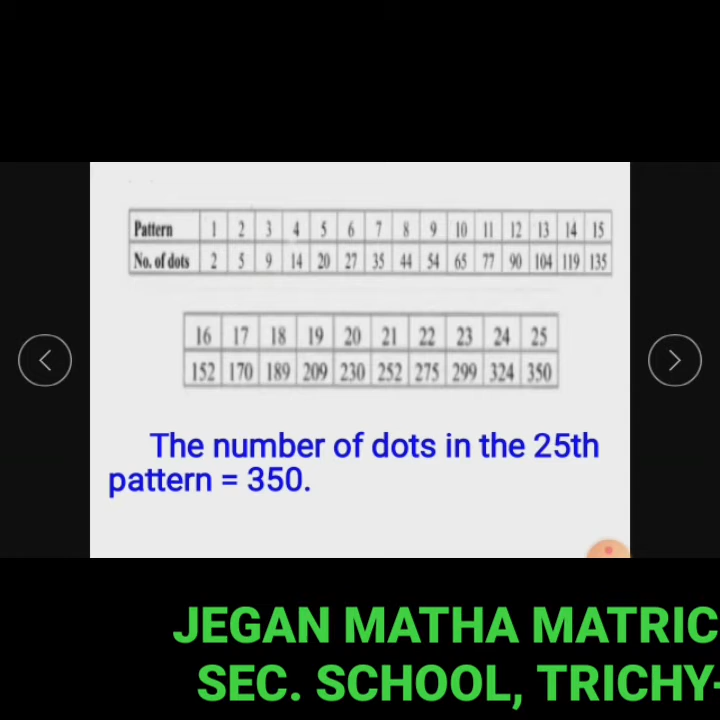 Pattern 1 2 3 4 5 6 7 8 9 10 11 12 13 14 15
No. of dots 2 5 9 14 20 27 35 44 54 65 77 90 104 119 135
16 17 18 19 20 21 22 23 24 25
152 170 189 209 230 252 275 299 324 350
The number of dots in the 25th
pattern = 350.
JEGAN MATHA MATRIC
SEC. SCHOOL, TRICHY-